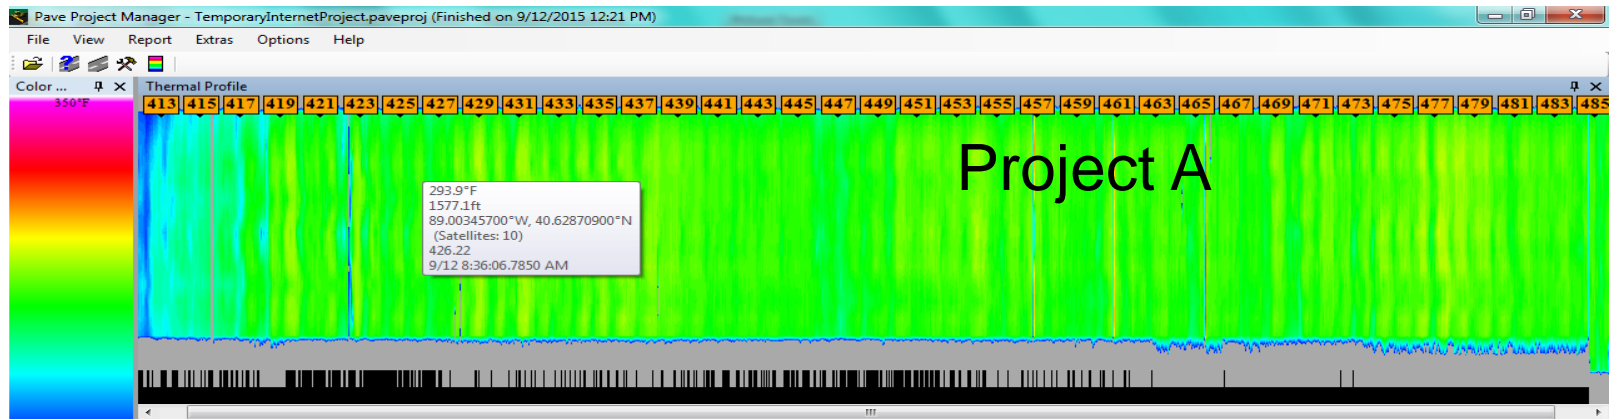 Pave Project Manager - TemporaryInternetProject.paveproj (Finished on 9/12/2015 12:21 PM)
File View Report Extras Options Help
Color ... Thermal Profile
350°F 413 415 417 419 421 423 425 427 429 431 433 435 437 439 441 443 445 447 449 451 453 455 457 459 461 463 465 467 469 471 473 475 477 479 481 483 485
Project A
293.9°F
1577.1ft
89.00345700°W, 40.62870900°N
(Satellites: 10)
426.22
9/12 8:36:06.7850 AM